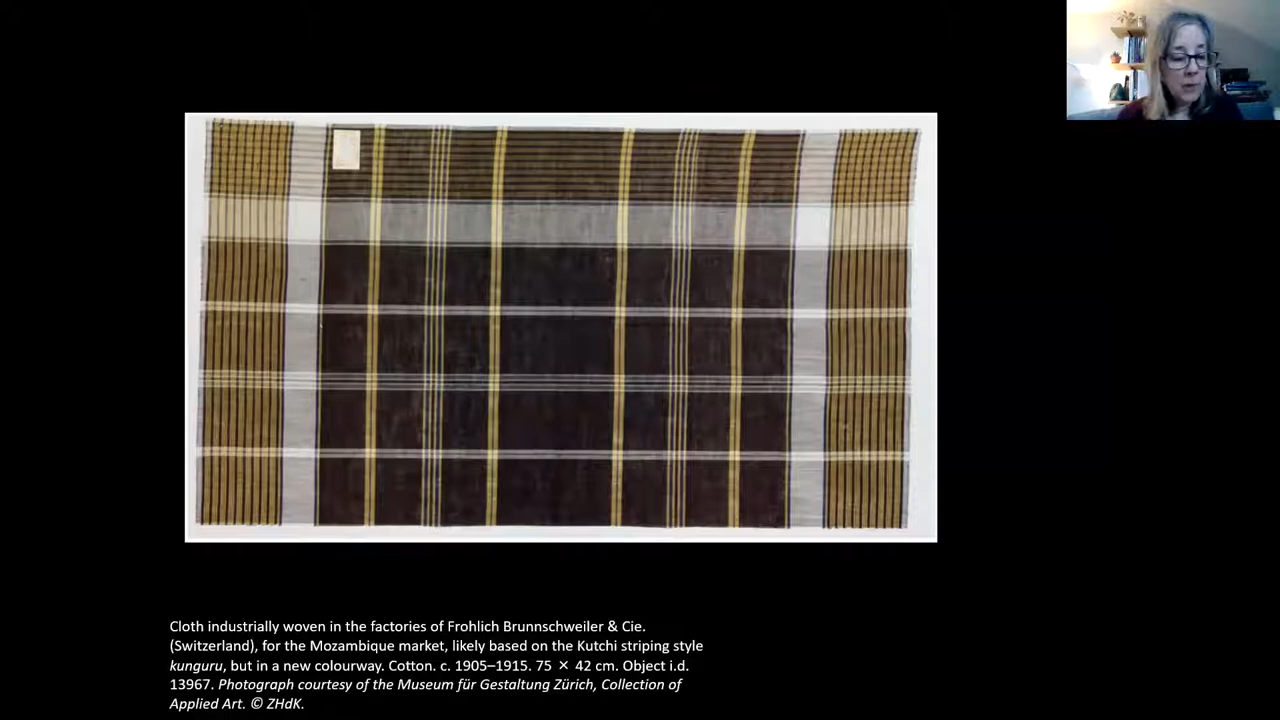 Cloth industrially woven in the factories of Frohlich Brunnschweiler & Cie.
(Switzerland), for the Mozambique market, likely based on the Kutchi striping style
kunguru, but in a new colourway. Cotton. c. 1905–1915. 75 × 42 cm. Object i.d.
13967. Photograph courtesy of the Museum für Gestaltung Zürich, Collection of
Applied Art. © ZHdK.